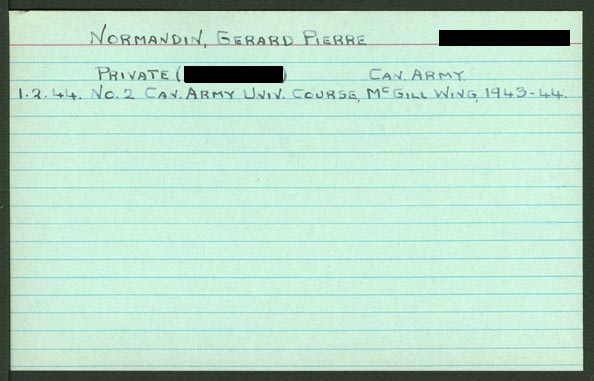 NORMANDIN, GERARD PIERRE
PRIVATE ( ) CAN. ARMY.
1.2.44. NO.2 CAN. ARMY UNIV. COURSE, MCGILL WING, 1943-44.